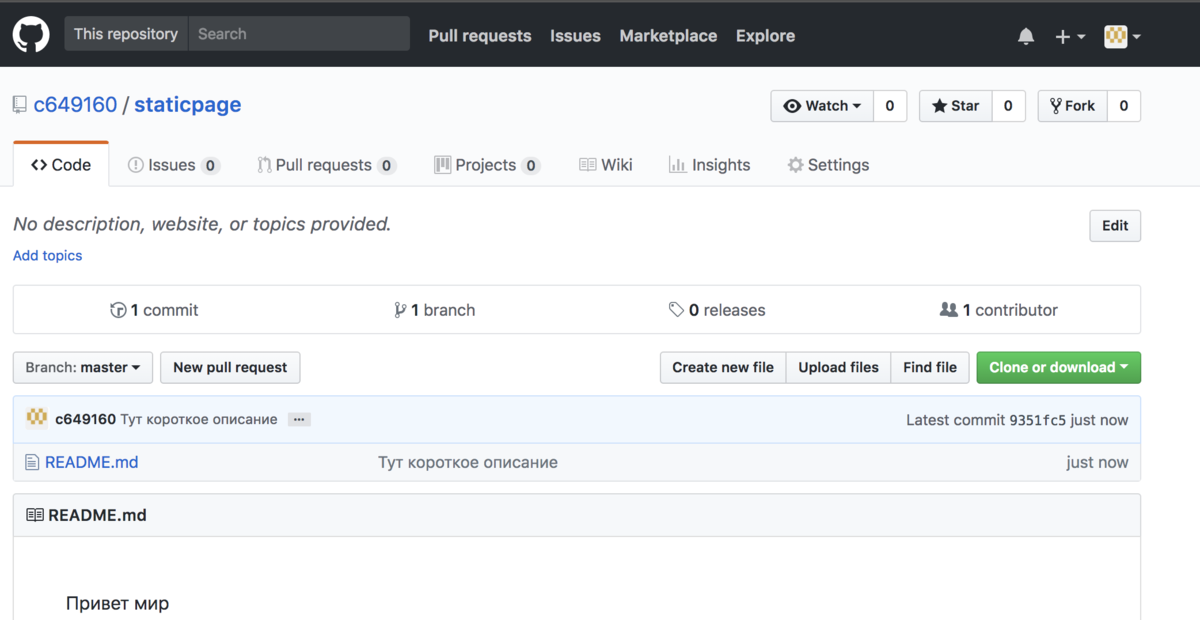 This repository Search Pull requests Issues Marketplace Explore
c649160 / staticpage Watch 0 Star 0 Fork 0
Code Issues 0 Pull requests 0 Projects 0 Wiki Insights Settings
No description, website, or topics provided. Edit
Add topics
1 commit 1 branch 0 releases 1 contributor
Branch: master New pull request Create new file Upload files Find file Clone or download
c649160 Тут короткое описание ... Latest commit 9351fc5 just now
README.md Тут короткое описание just now
README.md
Привет мир